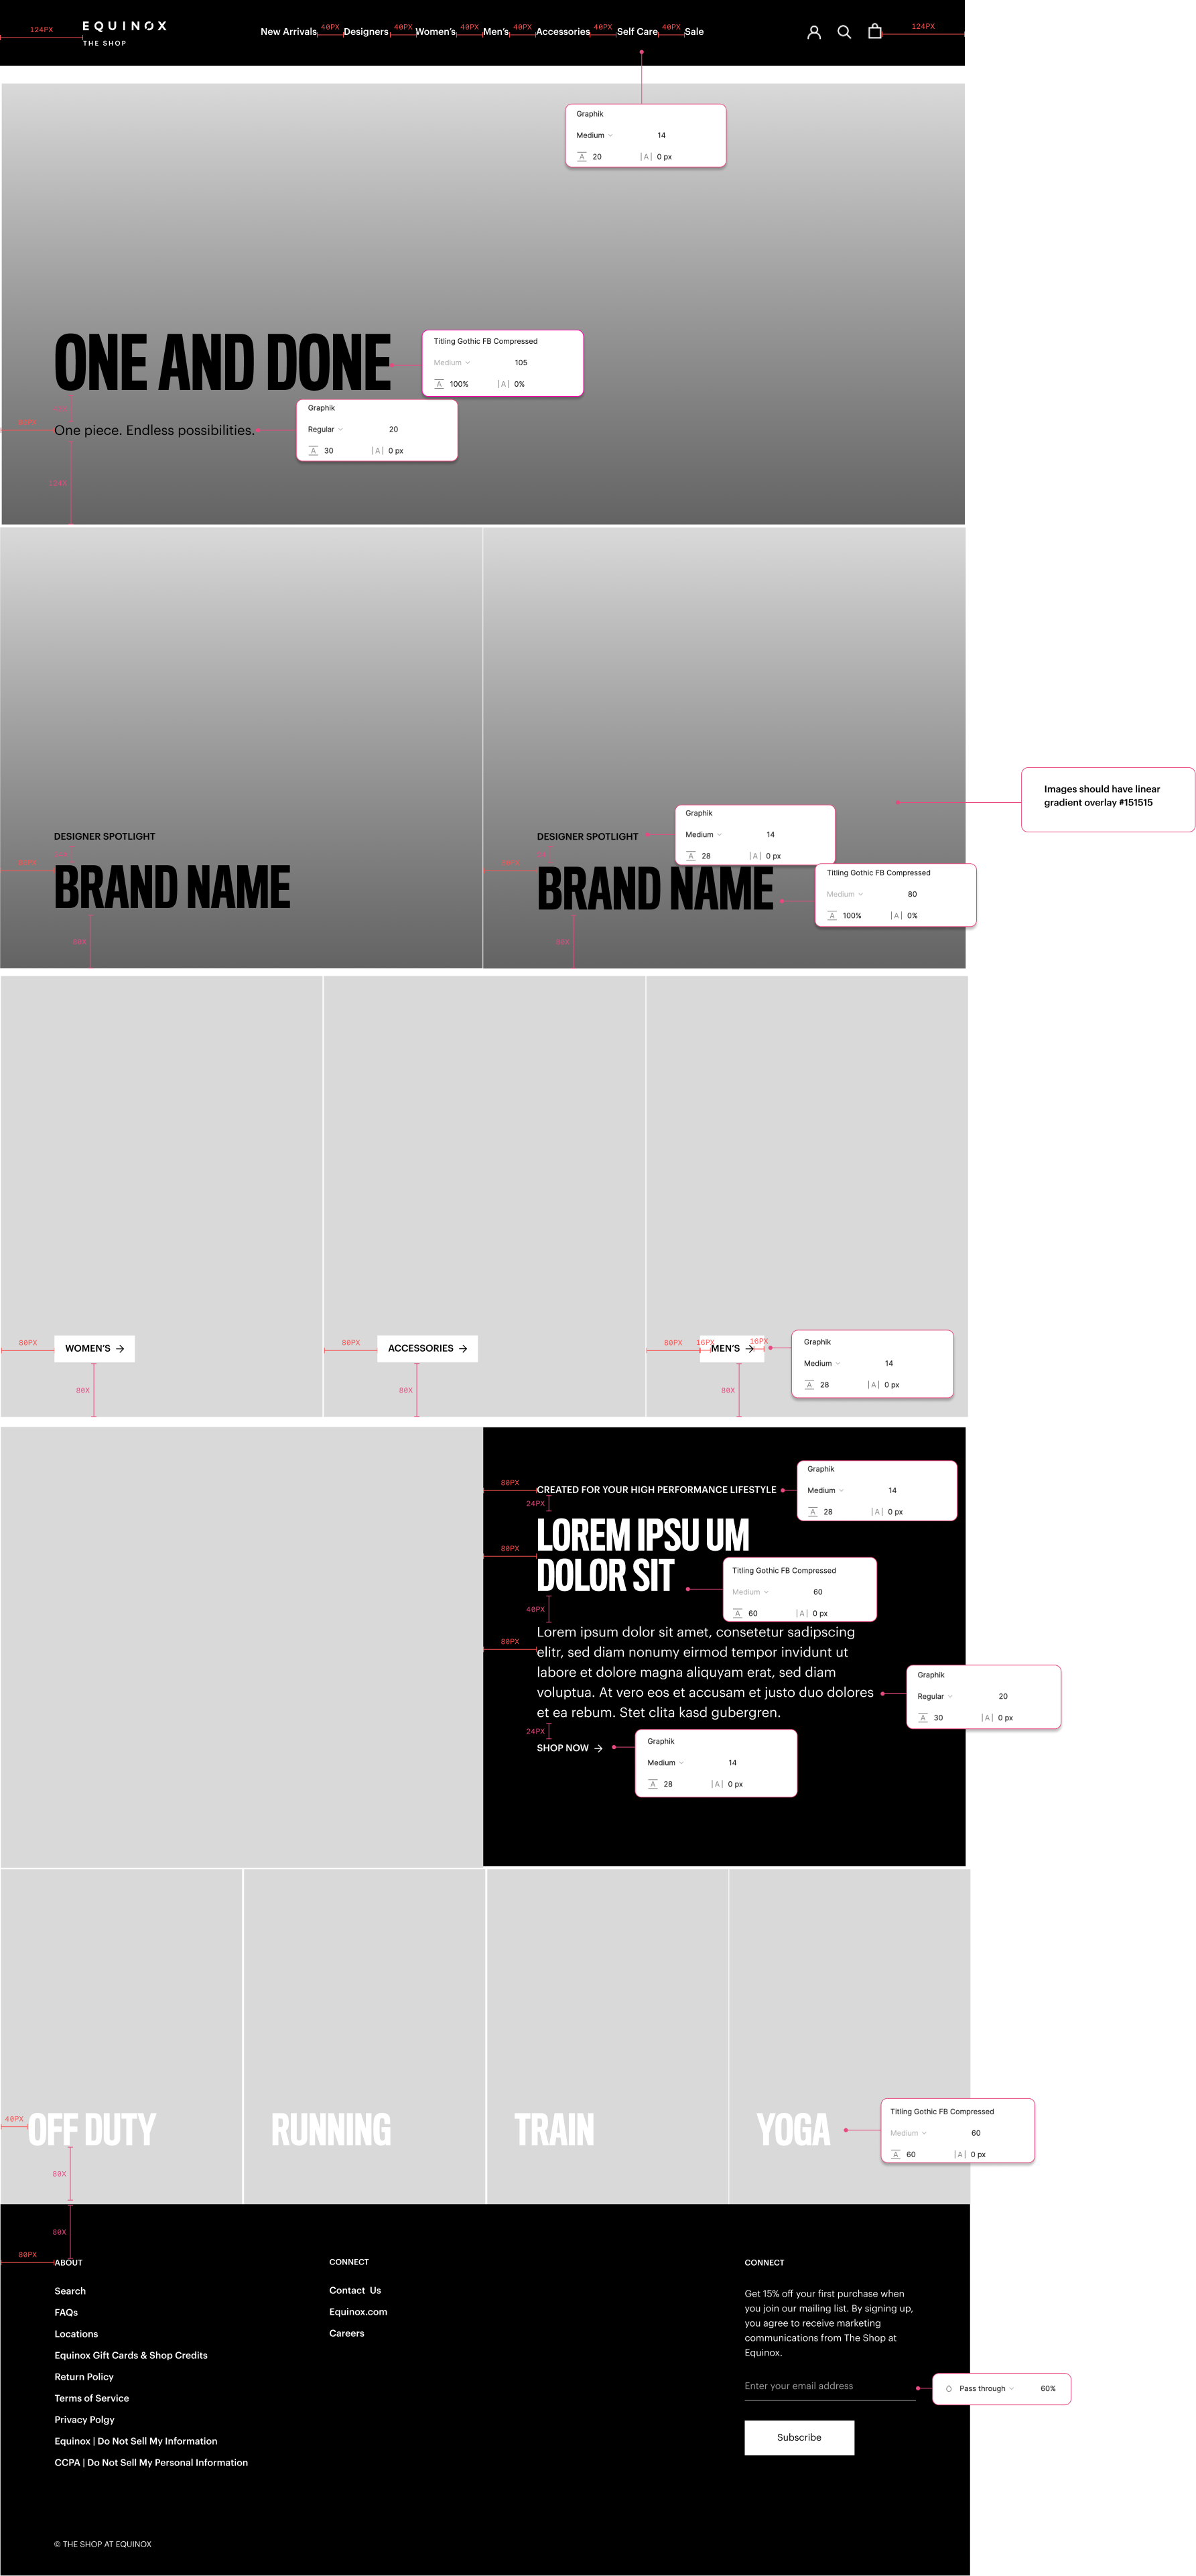 124PX
EQUINOX
THE SHOP
New Arrivals 40PX Designers 40PX Women's 40PX Men's 40PX Accessories 40PX Self Care 40PX Sale
124PX
Graphik
Medium 14
A 20 |A| 0 px
ONE AND DONE
Titling Gothic FB Compressed
Medium 105
A 100% |A| 0%
One piece. Endless possibilities.
Graphik
Regular 20
A 30 |A| 0 px
124X
Images should have linear
gradient overlay #151515
DESIGNER SPOTLIGHT
BRAND NAME
DESIGNER SPOTLIGHT
Graphik
Medium 14
A 28 |A| 0 px
BRAND NAME
Titling Gothic FB Compressed
Medium 80
A 100% |A| 0%
80X
80X
80PX
WOMEN'S →
80X
80PX
ACCESSORIES →
80X
80PX
16PX
MEN'S →
16PX
80X
Graphik
Medium 14
A 28 |A| 0 px
80PX
CREATED FOR YOUR HIGH PERFORMANCE LIFESTYLE
Graphik
Medium 14
A 28 |A| 0 px
24PX
80PX
LOREM IPSU UM
DOLOR SIT
Titling Gothic FB Compressed
Medium 60
A 60 |A| 0 px
40PX
80PX
Lorem ipsum dolor sit amet, consetetur sadipscing
elitr, sed diam nonumy eirmod tempor invidunt ut
labore et dolore magna aliquyam erat, sed diam
voluptua. At vero eos et accusam et justo duo dolores
et ea rebum. Stet clita kasd gubergren.
Graphik
Regular 20
A 30 |A| 0 px
24PX
SHOP NOW →
Graphik
Medium 14
A 28 |A| 0 px
40PX
OFF DUTY
RUNNING
TRAIN
YOGA
Titling Gothic FB Compressed
Medium 60
A 60 |A| 0 px
80X
80X
80PX
ABOUT
Search
FAQs
Locations
Equinox Gift Cards & Shop Credits
Return Policy
Terms of Service
Privacy Polgy
Equinox | Do Not Sell My Information
CCPA | Do Not Sell My Personal Information
CONNECT
Contact Us
Equinox.com
Careers
CONNECT
Get 15% off your first purchase when
you join our mailing list. By signing up,
you agree to receive marketing
communications from The Shop at
Equinox.
Enter your email address
Pass through 60%
Subscribe
© THE SHOP AT EQUINOX